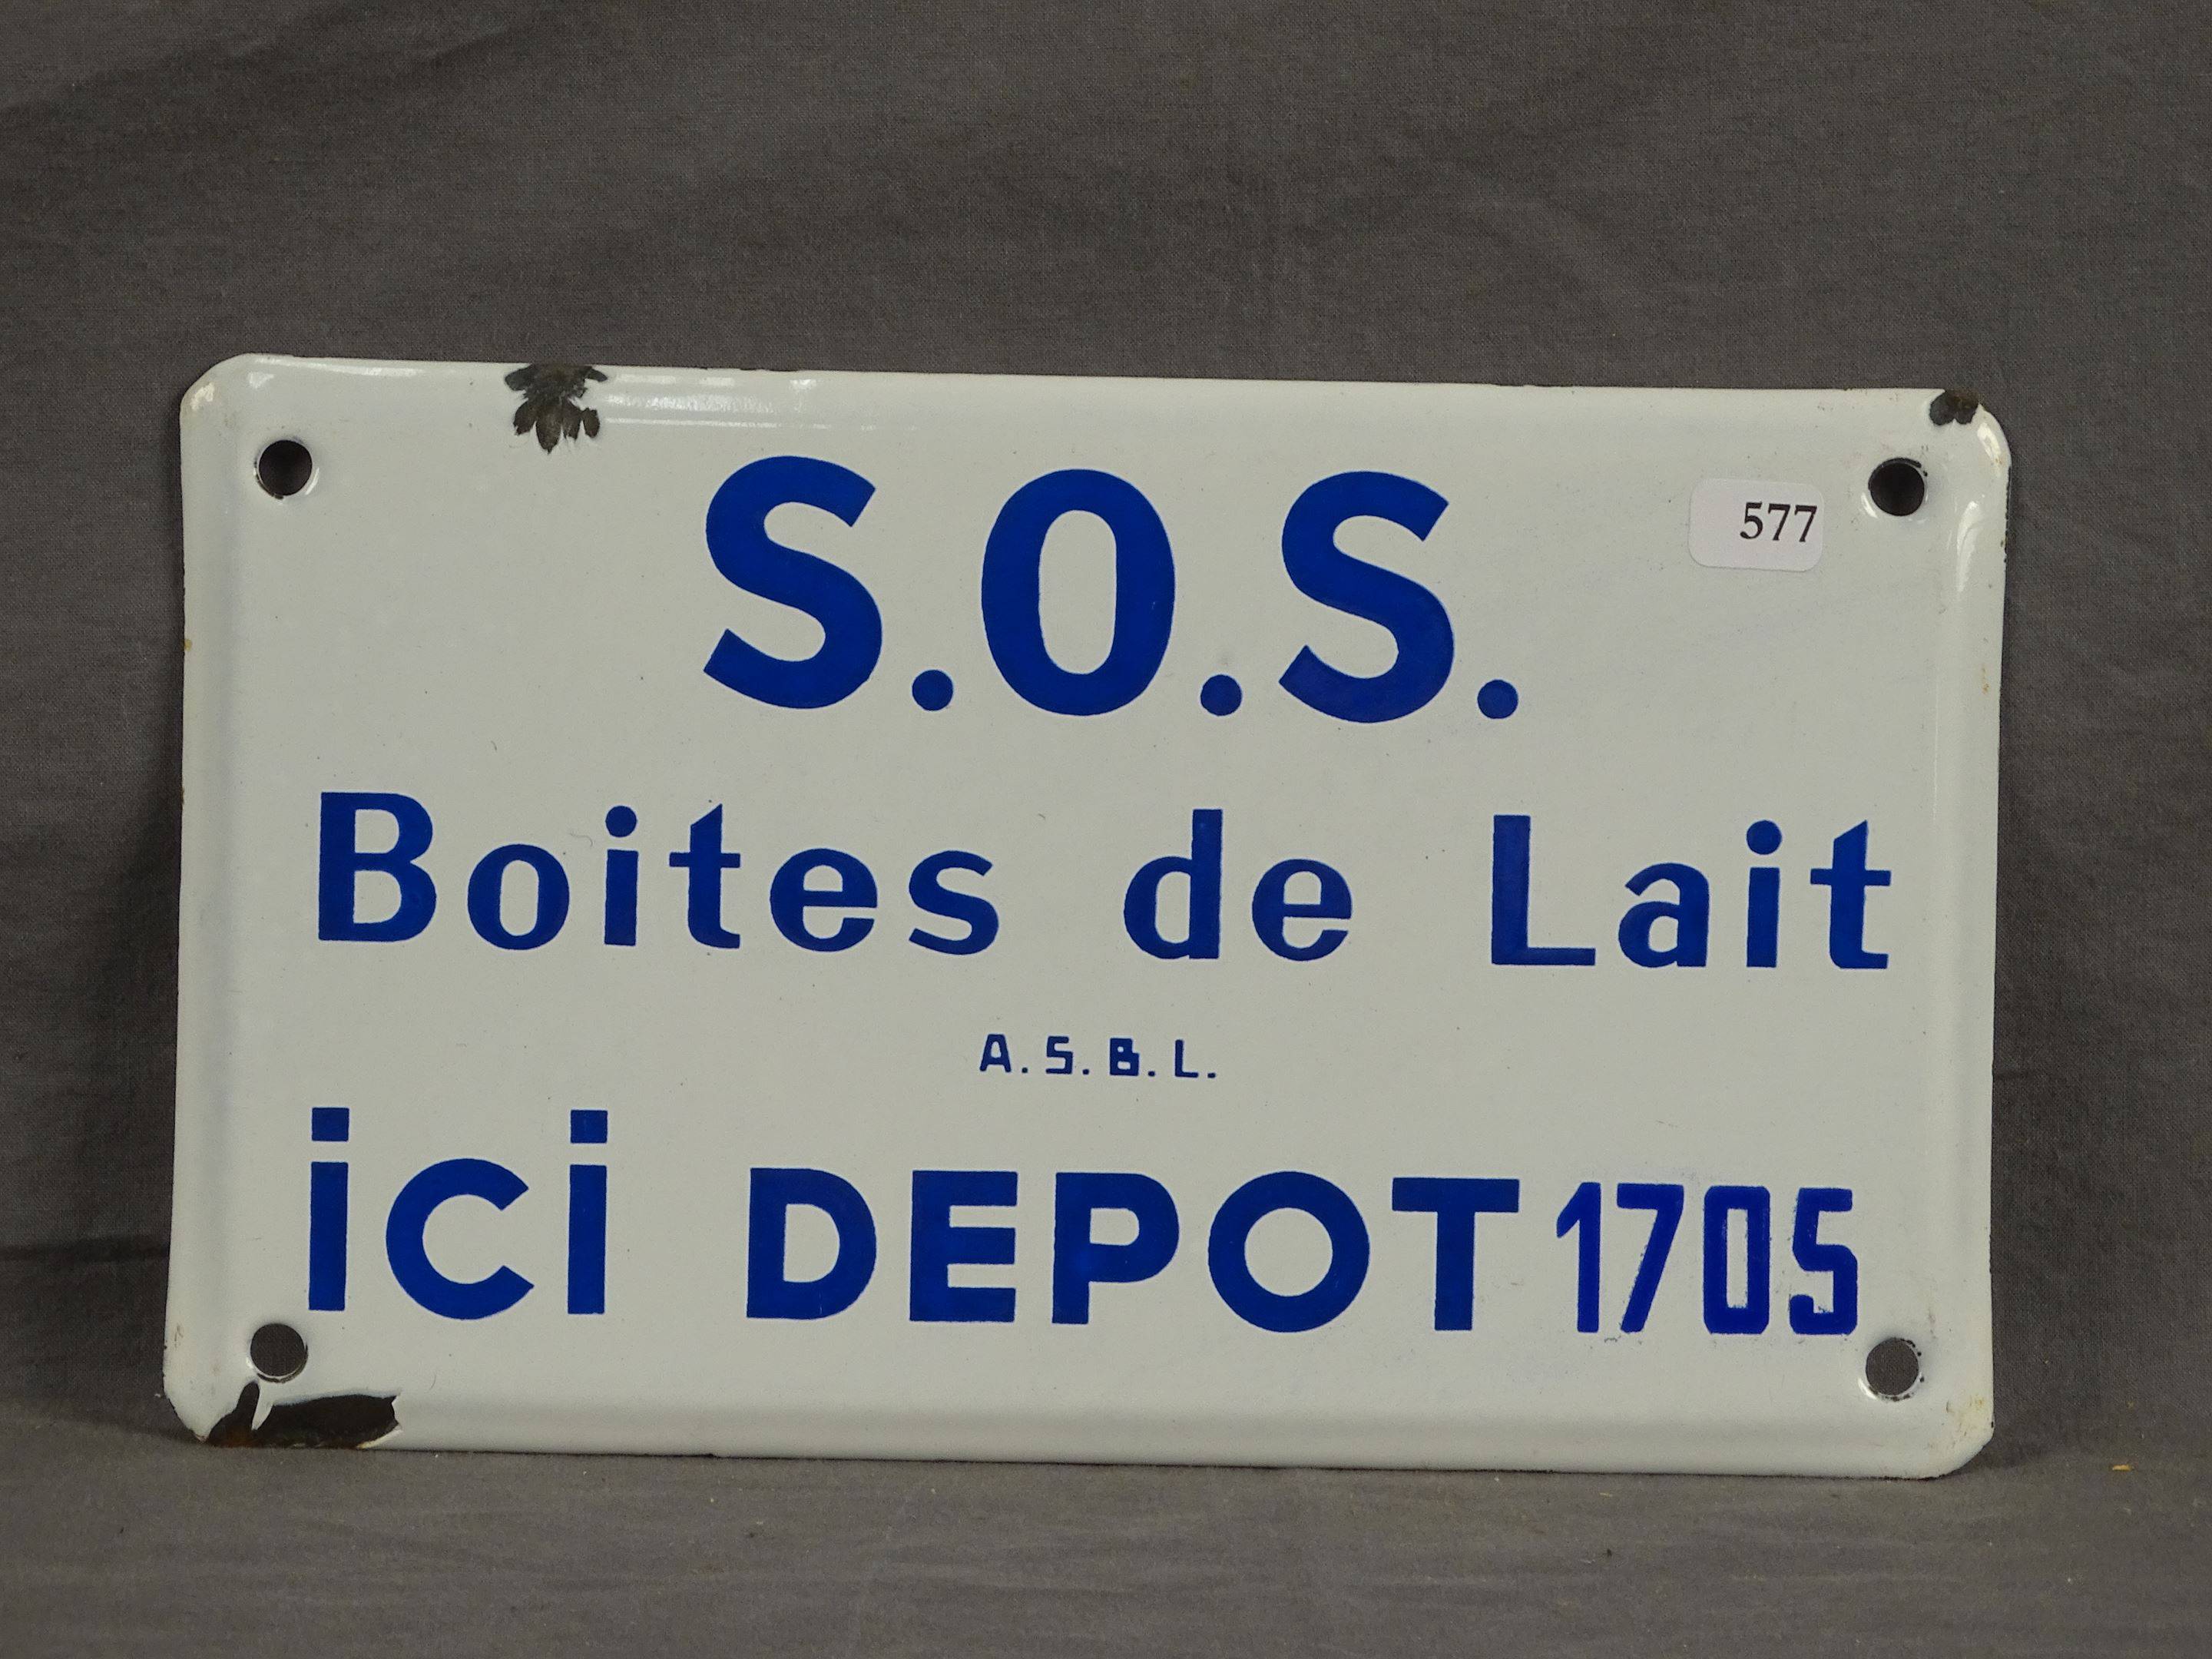 S.O.S.
577
Boites de Lait
A.S.B.L.
ici DEPOT 1705